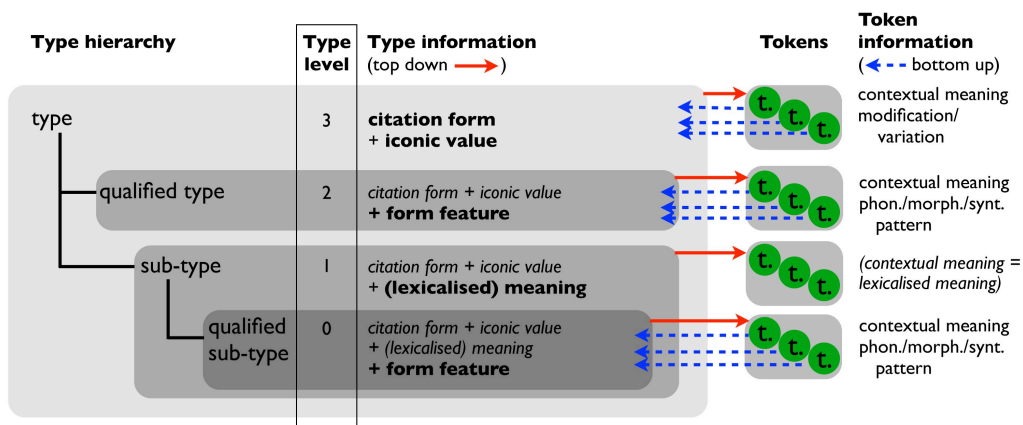 Type hierarchy
Type
level
Type information
(top down )
Tokens
Token
information
( bottom up)
type
3
citation form
+ iconic value
t.
t.
t.
contextual meaning
modification/
variation
qualified type
2
citation form + iconic value
+ form feature
t.
t.
t.
contextual meaning
phon./morph./synt.
pattern
sub-type
1
citation form + iconic value
+ (lexicalised) meaning
t.
t.
t.
(contextual meaning =
lexicalised meaning)
qualified
sub-type
0
citation form + iconic value
+ (lexicalised) meaning
+ form feature
t.
t.
t.
contextual meaning
phon./morph./synt.
pattern